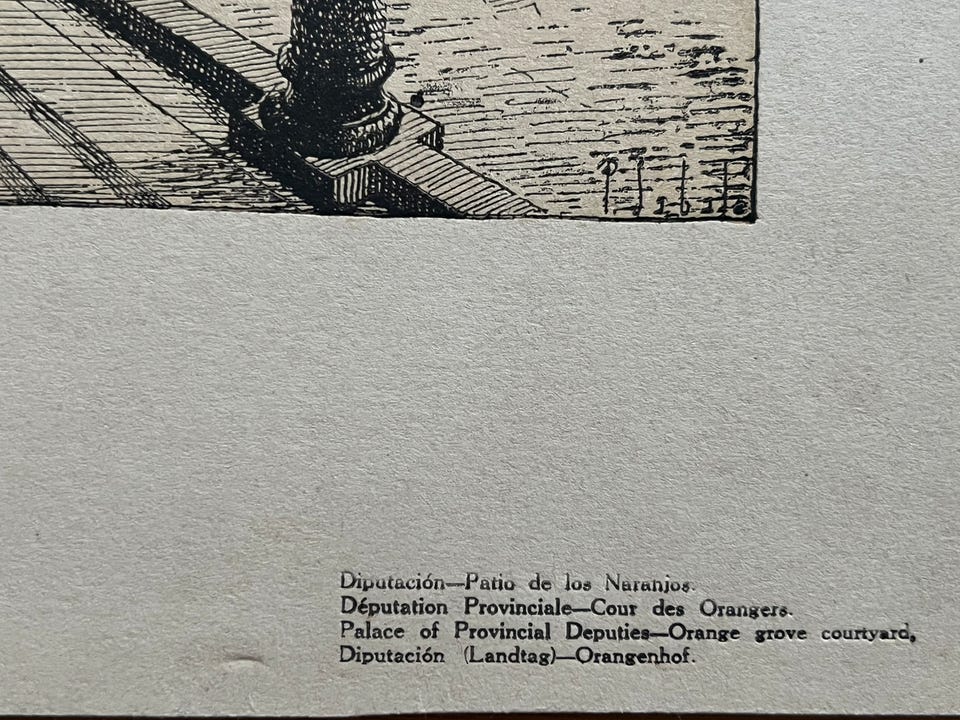 Diputación—Patio de los Naranjos.
Députation Provinciale—Cour des Orangers.
Palace of Provincial Deputies—Orange grove courtyard,
Diputación (Landtag)—Orangenhof.